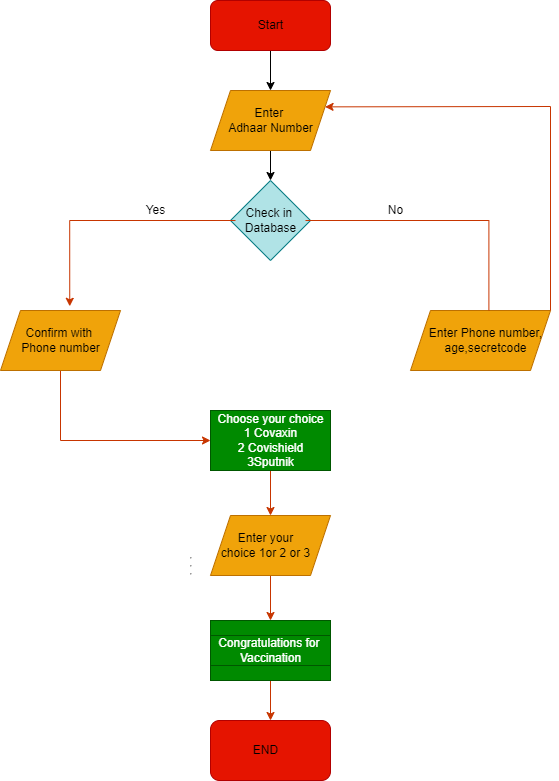 Start
Enter
Adhaar Number
Check in
Database
Yes
No
Confirm with
Phone number
Enter Phone number,
age,secretcode
Choose your choice
1 Covaxin
2 Covishield
3Sputnik
Enter your
choice 1or 2 or 3
Congratulations for
Vaccination
END